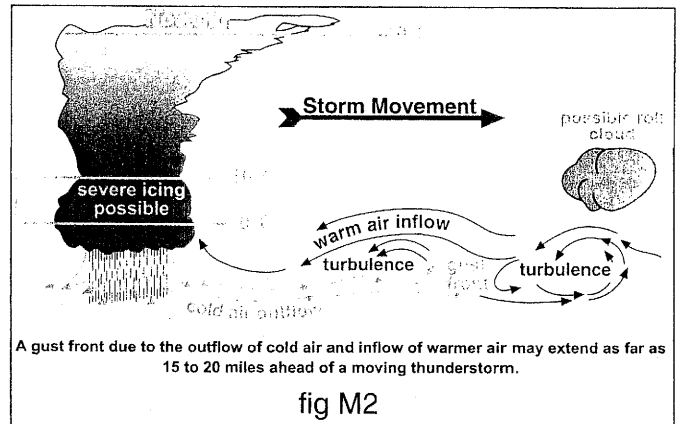 Storm Movement
possible roll
cloud
severe icing
possible
warm air inflow
turbulence
gust
front
turbulence
cold air outflow
A gust front due to the outflow of cold air and inflow of warmer air may extend as far as
15 to 20 miles ahead of a moving thunderstorm.
fig M2